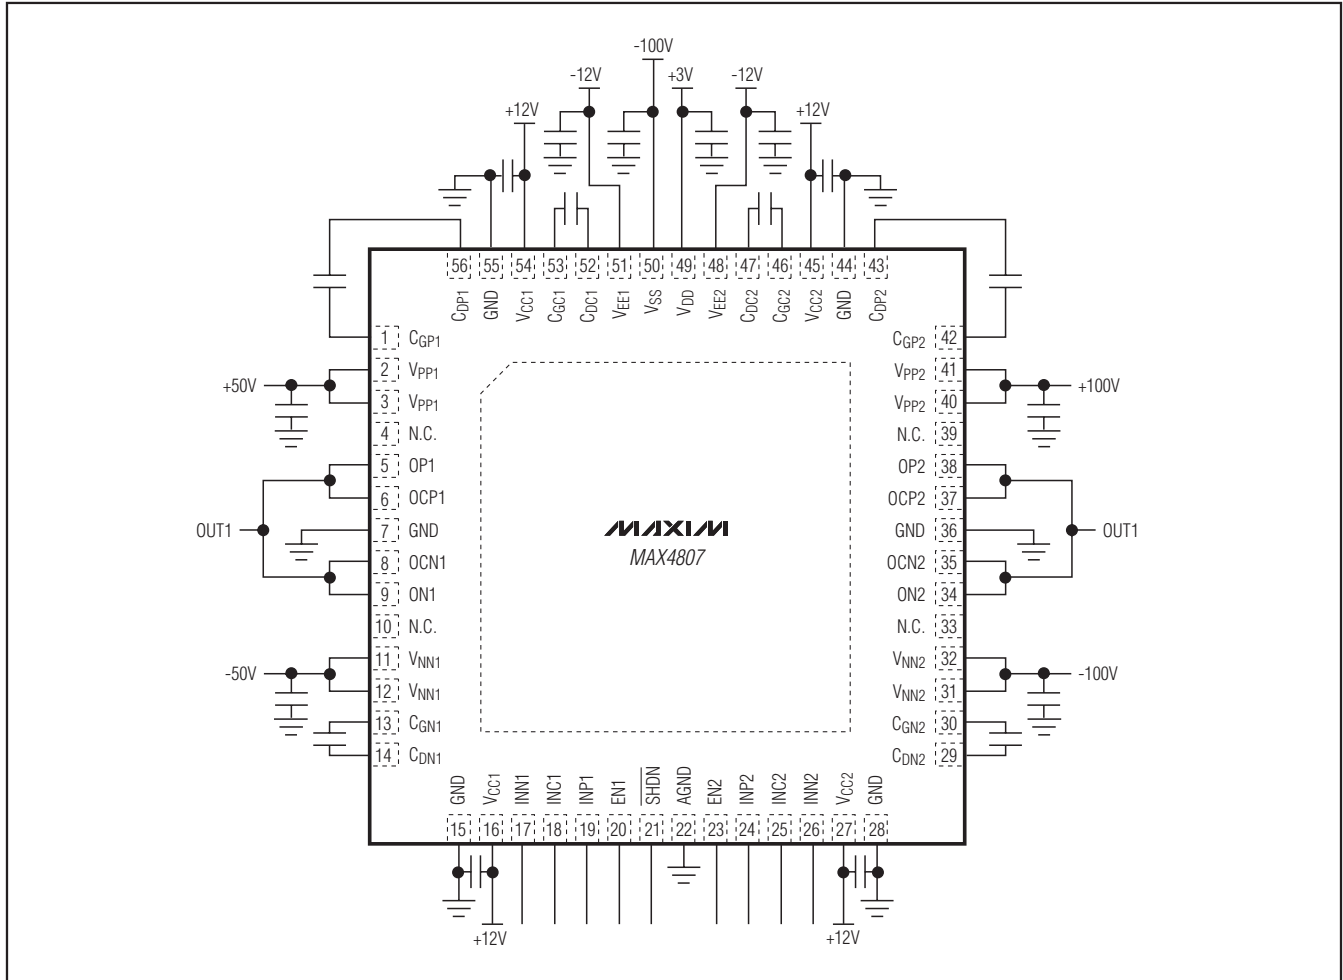 -100V
-12V +3V -12V
+12V +12V
56 55 54 53 52 51 50 49 48 47 46 45 44 43
CDP1 GND VCC1 CGC1 CDC1 VEE1 VSS VDD VEE2 CDC2 CGC2 VCC2 GND CDP2
1 CGP1 CGP2 42
2 VPP1 VPP2 41
+50V +100V
3 VPP1 VPP2 40
4 N.C. N.C. 39
5 OP1 OP2 38
6 OCP1 OCP2 37
OUT1 7 GND MAXIM GND 36 OUT1
MAX4807
8 OCN1 OCN2 35
9 ON1 ON2 34
10 N.C. N.C. 33
11 VNN1 VNN2 32
-50V -100V
12 VNN1 VNN2 31
13 CGN1 CGN2 30
14 CDN1 CDN2 29
GND VCC1 INN1 INC1 INP1 EN1 SHDN AGND EN2 INP2 INC2 INN2 VCC2 GND
15 16 17 18 19 20 21 22 23 24 25 26 27 28
+12V +12V